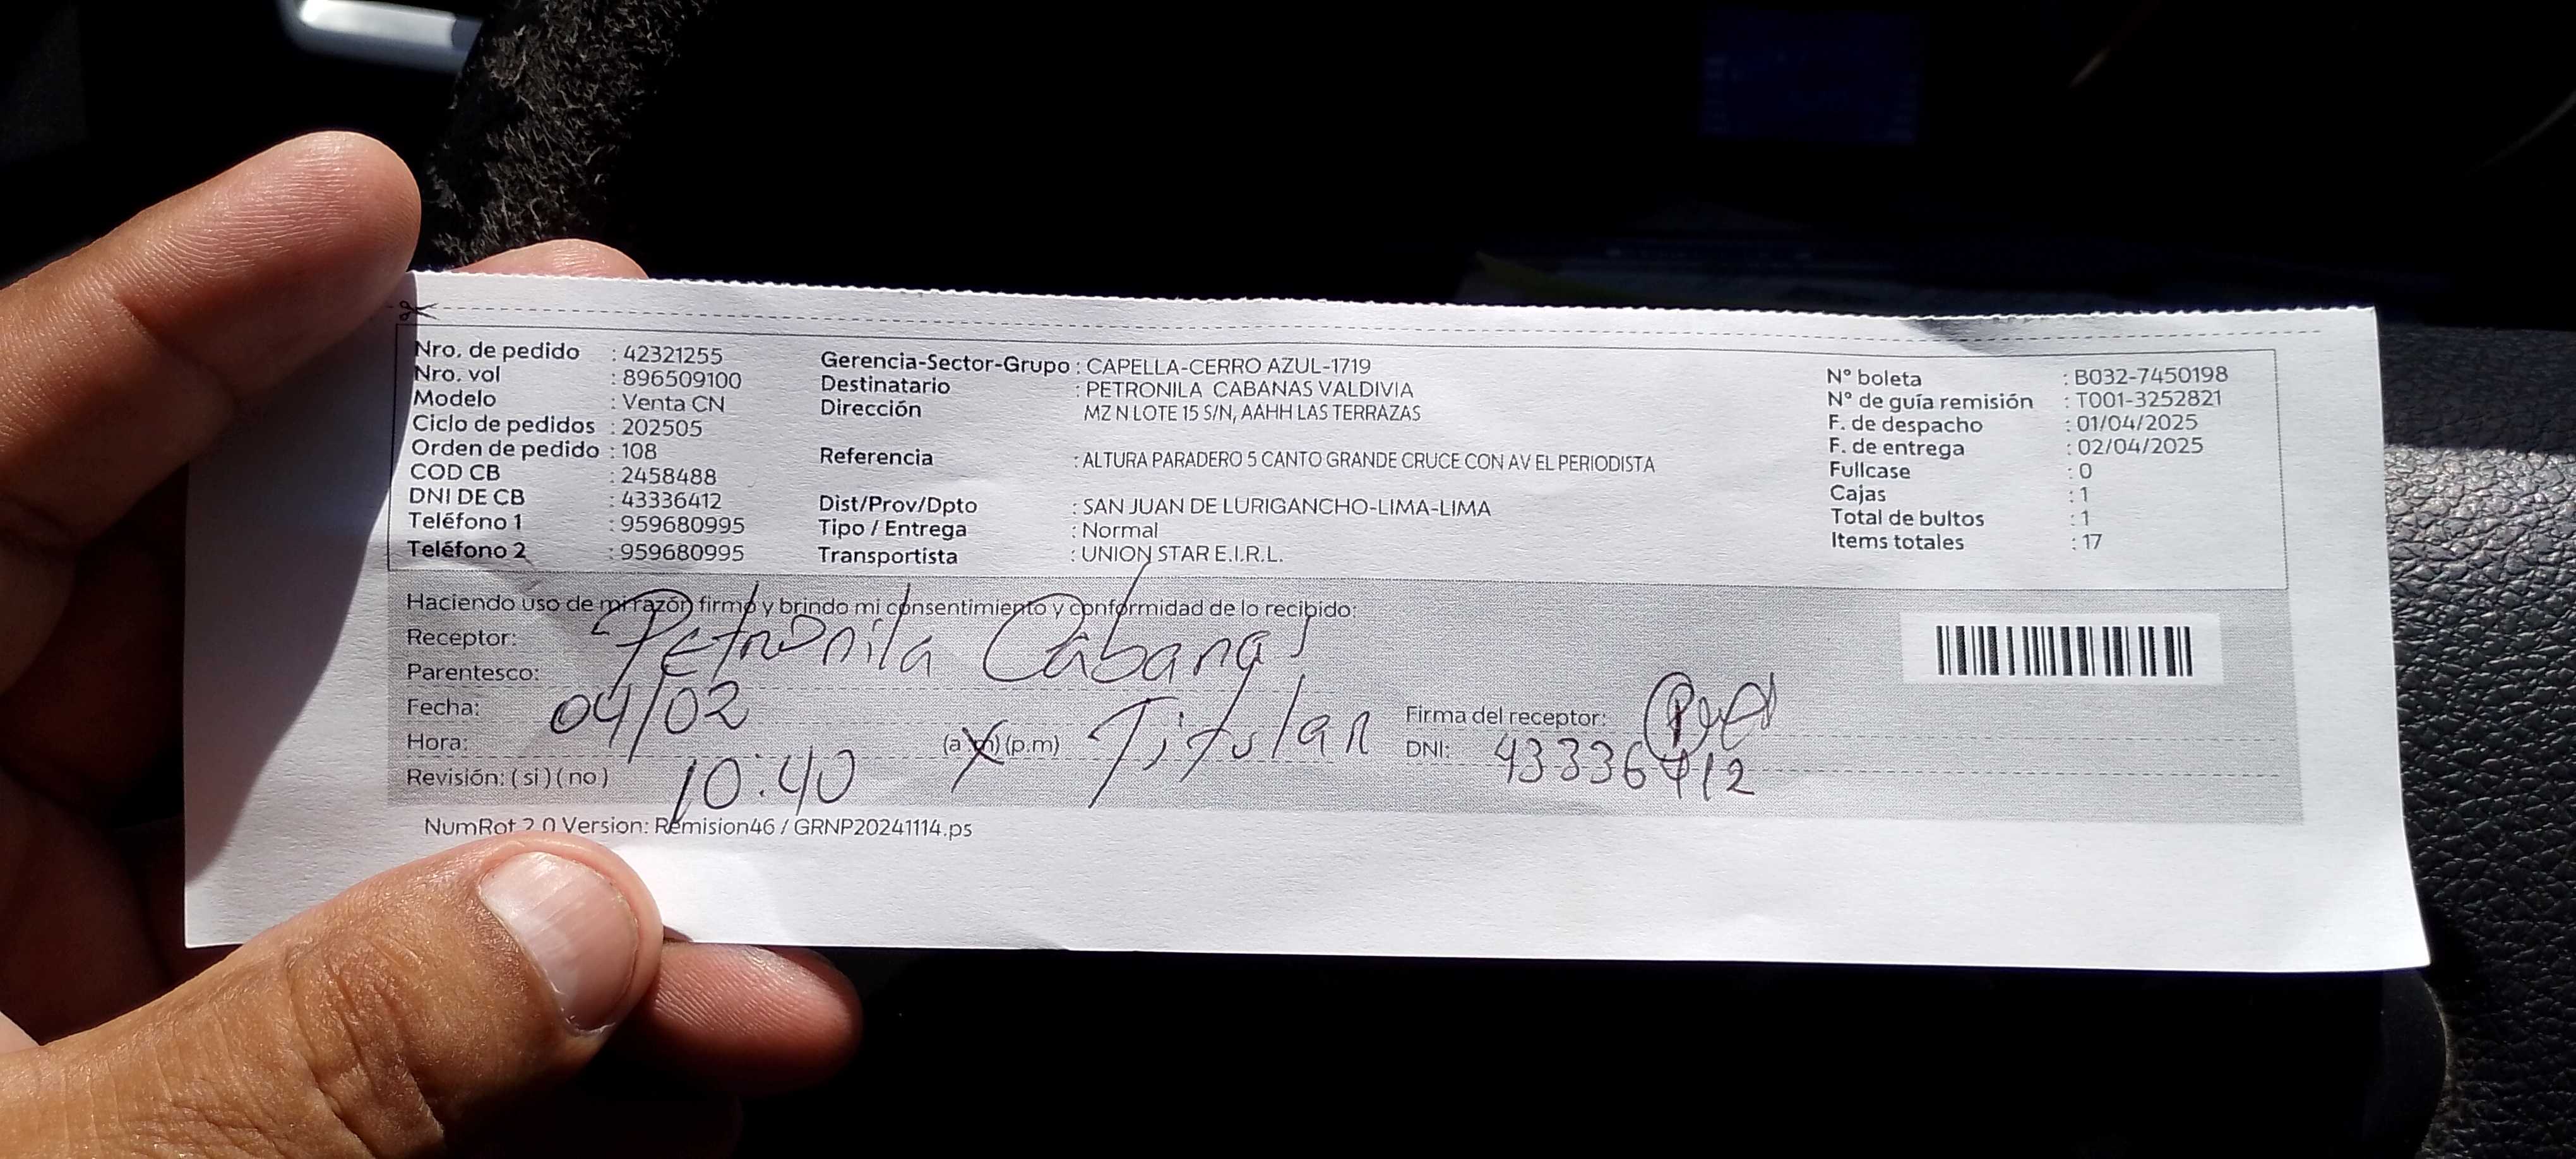 Nro. de pedido : 42321255
Nro. vol : 896509100
Modelo : Venta CN
Ciclo de pedidos : 202505
Orden de pedido : 108
COD CB : 2458488
DNI DE CB : 43336412
Teléfono 1 : 959680995
Teléfono 2 : 959680995
Gerencia-Sector-Grupo : CAPELLA-CERRO AZUL-1719
Destinatario : PETRONILA CABANAS VALDIVIA
Dirección MZ N LOTE 15 S/N, AAHH LAS TERRAZAS
Referencia : ALTURA PARADERO 5 CANTO GRANDE CRUCE CON AV EL PERIODISTA
Dist/Prov/Dpto : SAN JUAN DE LURIGANCHO-LIMA-LIMA
Tipo / Entrega : Normal
Transportista : UNION STAR E.I.R.L.
N° boleta : B032-7450198
N° de guía remisión : T001-3252821
F. de despacho : 01/04/2025
F. de entrega : 02/04/2025
Fullcase : 0
Cajas : 1
Total de bultos : 1
Items totales : 17
Haciendo uso de mi razón firmo y brindo mi consentimiento y conformidad de lo recibido:
Receptor: Petronila Cabanas
Parentesco: Titular
Fecha: 04/02
Hora: 10:40 (a.m) (p.m)
Revisión: ( si ) ( no )
Firma del receptor:
DNI: 43336412
NumRot 2.0 Version: Remision46 / GRNP20241114.ps